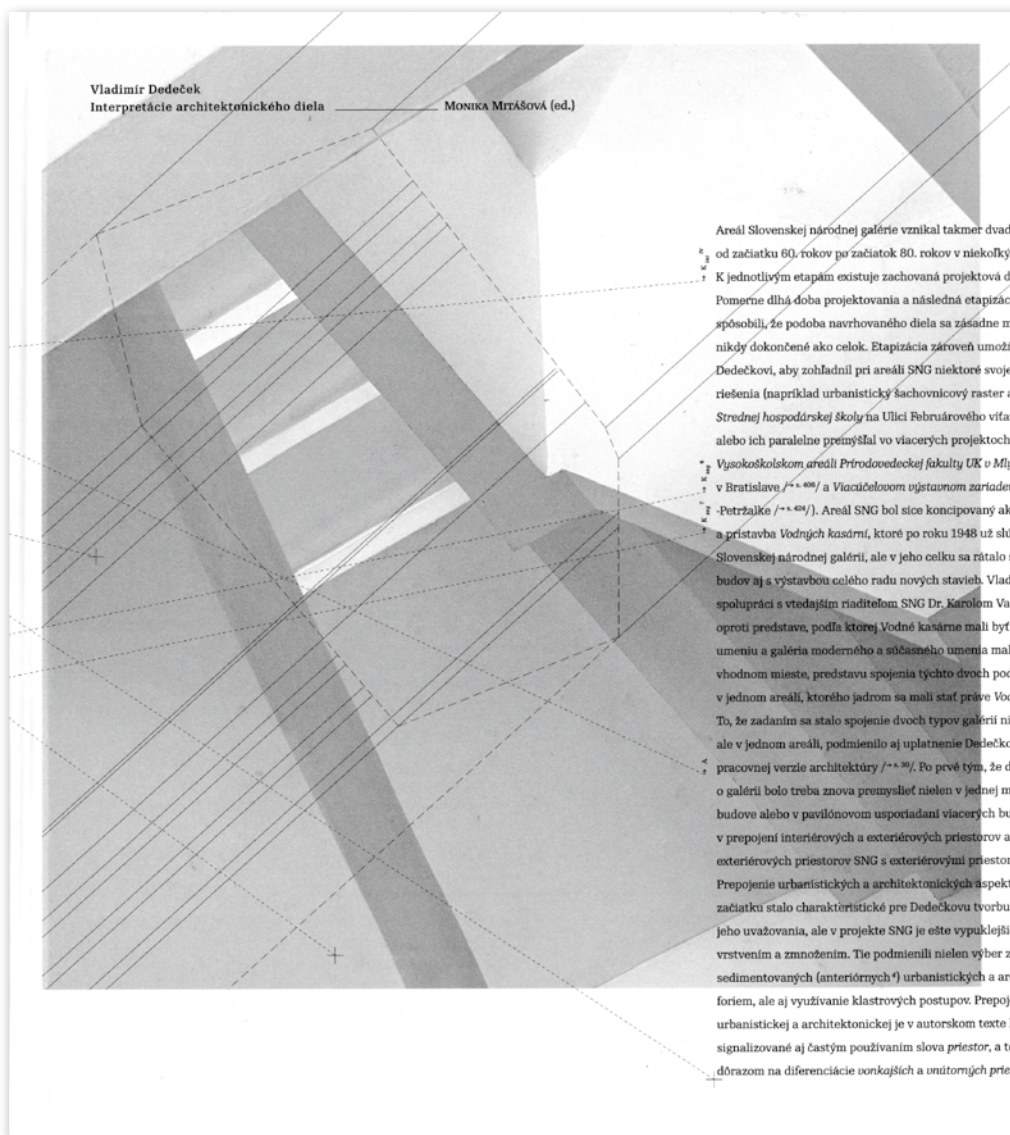 Vladimír Dedeček
Interpretácie architektonického diela MONIKA MITÁŠOVÁ (ed.)
Areál Slovenskej národnej galérie vznikal takmer dvad
od začiatku 60. rokov po začiatok 80. rokov v niekoľký
K jednotlivým etapám existuje zachovaná projektová d
Pomerne dlhá doba projektovania a následná etapizác
spôsobili, že podoba navrhovaného diela sa zásadne m
nikdy dokončené ako celok. Etapizácia zároveň umož
Dedečkovi, aby zohľadnil pri areáli SNG niektoré svoje
riešenia (napríklad urbanistický šachovnicový raster a
Strednej hospodárskej školy na Ulici Februárového víťa
alebo ich paralelne premýšľal vo viacerých projektoch
Vysokoškolskom areáli Prírodovedeckej fakulty UK v Mly
v Bratislave /→ s. 406/ a Viacúčelovom výstavnom zariade
-Petržalke /→ s. 424/). Areál SNG bol síce koncipovaný ak
a prístavba Vodných kasární, ktoré po roku 1948 už slú
Slovenskej národnej galérii, ale v jeho celku sa rátalo
budov aj s výstavbou celého radu nových stavieb. Vlad
spolupráci s vtedajším riaditeľom SNG Dr. Karolom Va
oproti predstave, podľa ktorej Vodné kasárne mali byť
umeniu a galéria moderného a súčasného umenia mal
vhodnom mieste, predstavu spojenia týchto dvoch pod
v jednom areáli, ktorého jadrom sa mali stať práve Vod
To, že zadaním sa stalo spojenie dvoch typov galérií ni
ale v jednom areáli, podmienilo aj uplatnenie Dedečko
pracovnej verzie architektúry /→ s. 30/. Po prvé tým, že d
o galérii bolo treba znova premyslieť nielen v jednej m
budove alebo v pavilónovom usporiadaní viacerých bu
v prepojení interiérových a exteriérových priestorov a
exteriérových priestorov SNG s exteriérovými priestor
Prepojenie urbanistických a architektonických aspekt
začiatku stalo charakteristické pre Dedečkovu tvorbu
jeho uvažovania, ale v projekte SNG je ešte vypuklejši
vrstvením a zmnožením. Tie podmienili nielen výber z
sedimentovaných (anteriórnych⁴) urbanistických a ar
foriem, ale aj využívanie klastrových postupov. Prepoj
urbanistickej a architektonickej je v autorskom texte
signalizované aj častým používaním slova priestor, a t
dôrazom na diferenciácie vonkajších a vnútorných prie